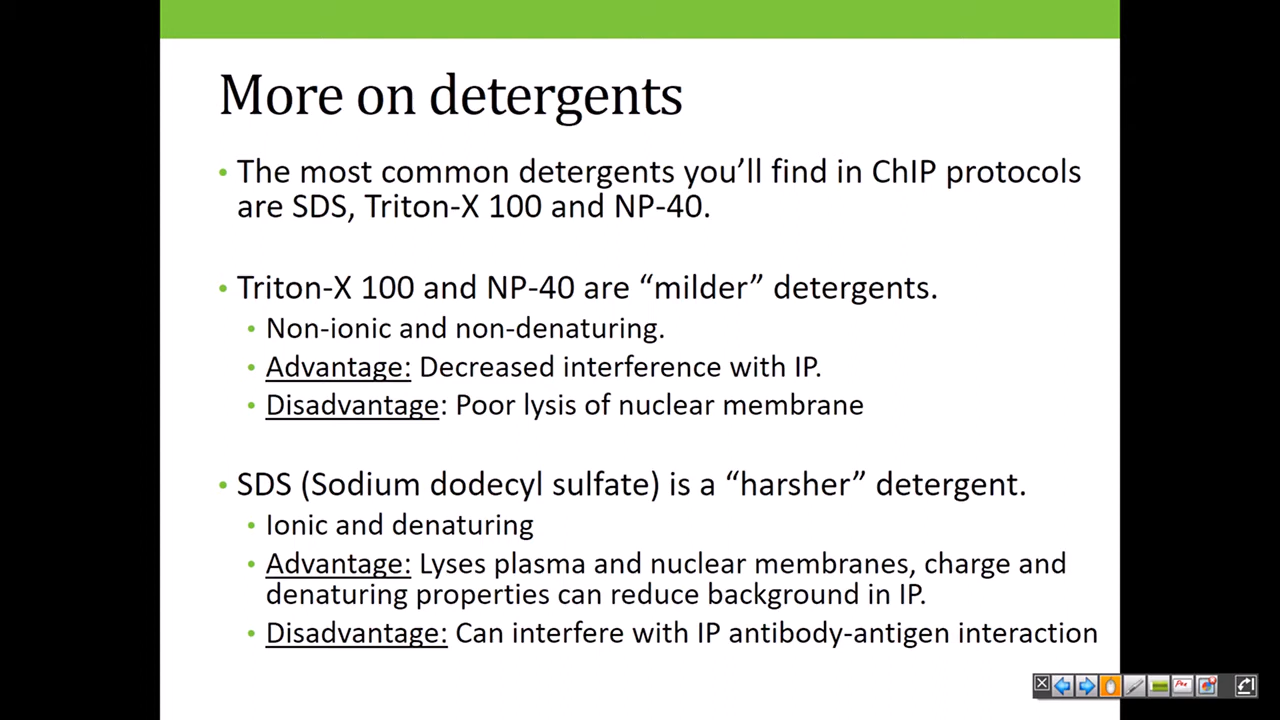 More on detergents
• The most common detergents you’ll find in ChIP protocols
are SDS, Triton-X 100 and NP-40.
• Triton-X 100 and NP-40 are “milder” detergents.
• Non-ionic and non-denaturing.
• Advantage: Decreased interference with IP.
• Disadvantage: Poor lysis of nuclear membrane
• SDS (Sodium dodecyl sulfate) is a “harsher” detergent.
• Ionic and denaturing
• Advantage: Lyses plasma and nuclear membranes, charge and
denaturing properties can reduce background in IP.
• Disadvantage: Can interfere with IP antibody-antigen interaction